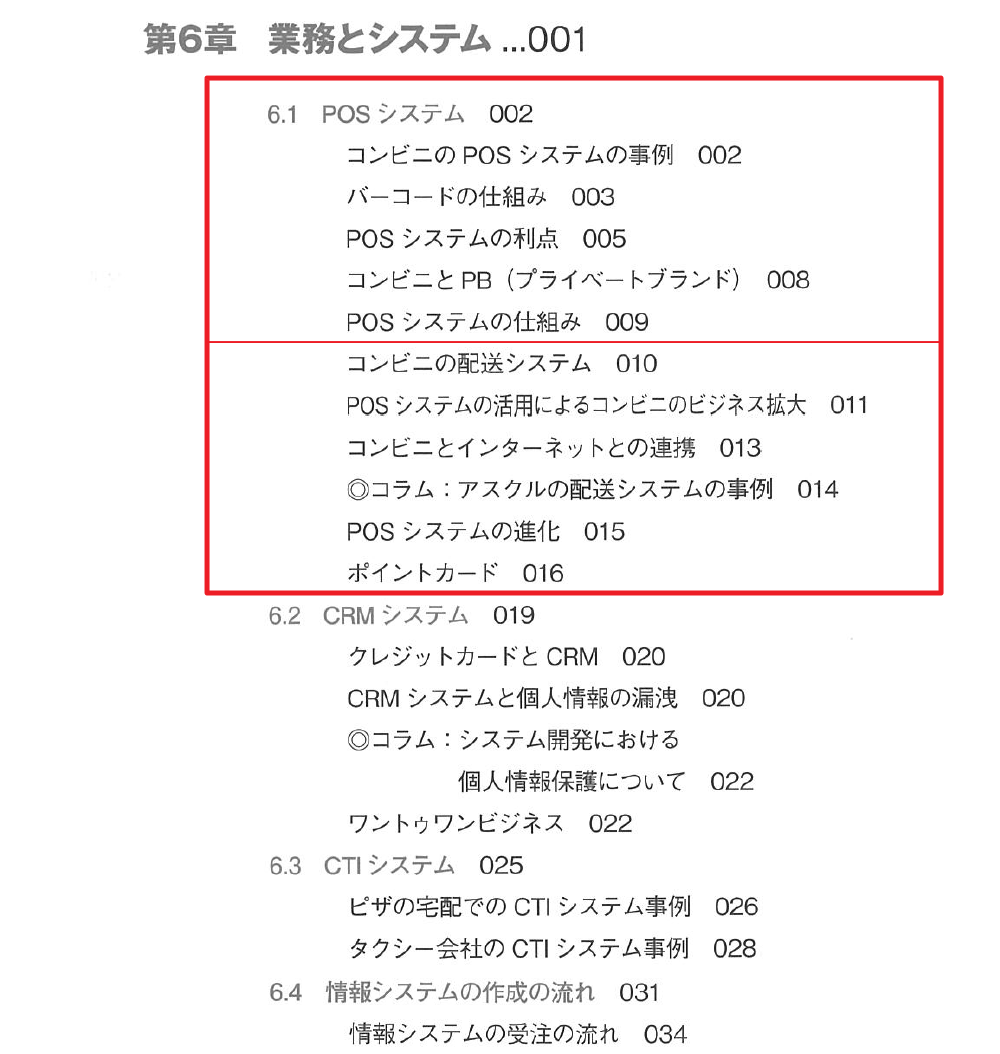 第6章 業務とシステム ...001
6.1 POS システム 002
コンビニの POS システムの事例 002
バーコードの仕組み 003
POS システムの利点 005
コンビニと PB（プライベートブランド） 008
POS システムの仕組み 009
コンビニの配送システム 010
POS システムの活用によるコンビニのビジネス拡大 011
コンビニとインターネットとの連携 013
◎コラム：アスクルの配送システムの事例 014
POS システムの進化 015
ポイントカード 016
6.2 CRM システム 019
クレジットカードと CRM 020
CRM システムと個人情報の漏洩 020
◎コラム：システム開発における
個人情報保護について 022
ワントゥワンビジネス 022
6.3 CTI システム 025
ピザの宅配での CTI システム事例 026
タクシー会社の CTI システム事例 028
6.4 情報システムの作成の流れ 031
情報システムの受注の流れ 034